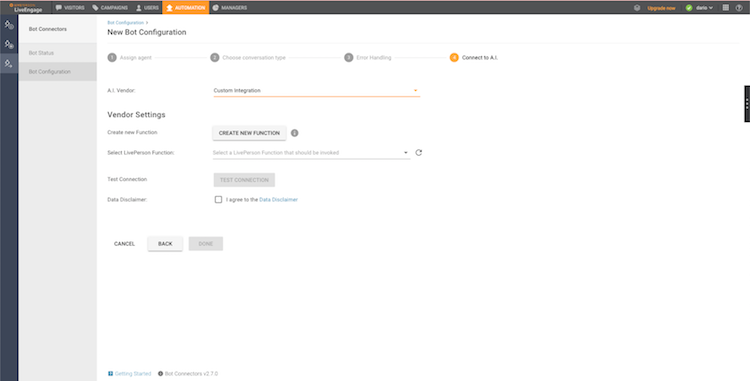 LiveEngage
VISITORS
CAMPAIGNS
USERS
AUTOMATION
MANAGERS
Upgrade now
dario
Bot Connectors
Bot Status
Bot Configuration
Bot Configuration
New Bot Configuration
1 Assign agent
2 Choose conversation type
3 Error Handling
4 Connect to A.I.
A.I. Vendor:
Custom Integration
Vendor Settings
Create new Function:
CREATE NEW FUNCTION
Select LivePerson Function:
Select a LivePerson Function that should be invoked
Test Connection:
TEST CONNECTION
Data Disclaimer:
I agree to the Data Disclaimer
CANCEL
BACK
DONE
Getting Started
Bot Connectors v2.7.0